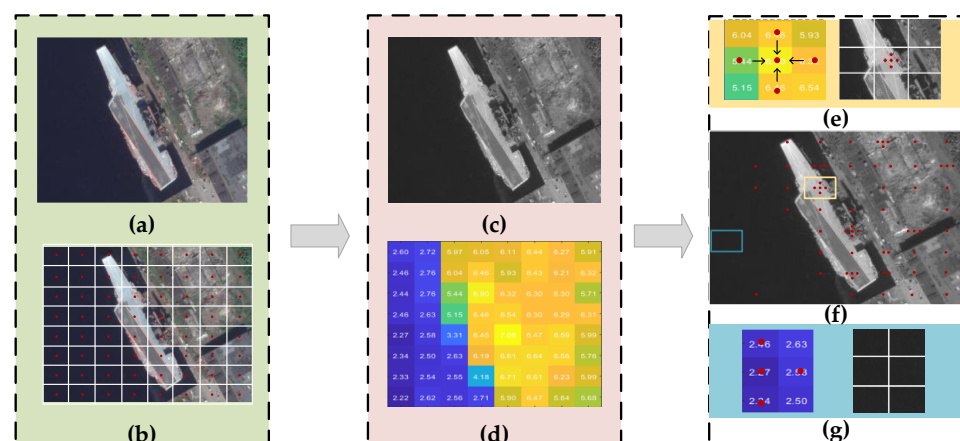 (a)
(b)
(c)
2.60 2.72 5.97 6.05 6.11 6.44 6.27 5.91
2.46 2.76 6.04 6.46 5.93 6.43 6.21 6.32
2.44 2.76 5.44 6.80 6.32 6.30 6.30 5.71
2.46 2.63 5.15 6.46 6.54 6.30 6.29 6.31
2.27 2.58 3.31 6.45 6.47 6.59 5.99
2.34 2.50 2.63 6.19 6.61 6.64 6.58 5.76
2.33 2.54 2.55 4.18 6.71 6.61 6.23 5.99
2.22 2.62 2.56 2.71 5.90 6.47 5.84 5.68
(d)
6.04 5.93
5.15 6.54
(e)
(f)
2.63
2.50
(g)